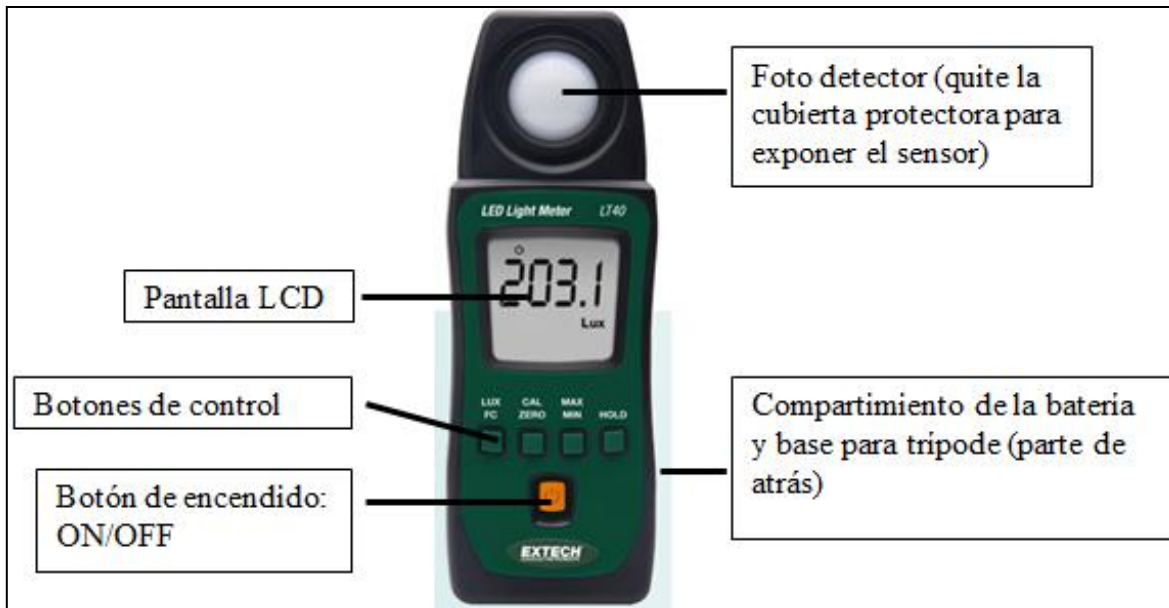 Foto detector (quite la
cubierta protectora para
exponer el sensor)
LED Light Meter LT40
203.1
Lux
Pantalla LCD
Botones de control
LUX CAL MAX
FC ZERO MIN HOLD
Compartimiento de la bateria
y base para tripode (parte de
atrás)
Botón de encendido:
ON/OFF
EXTECH